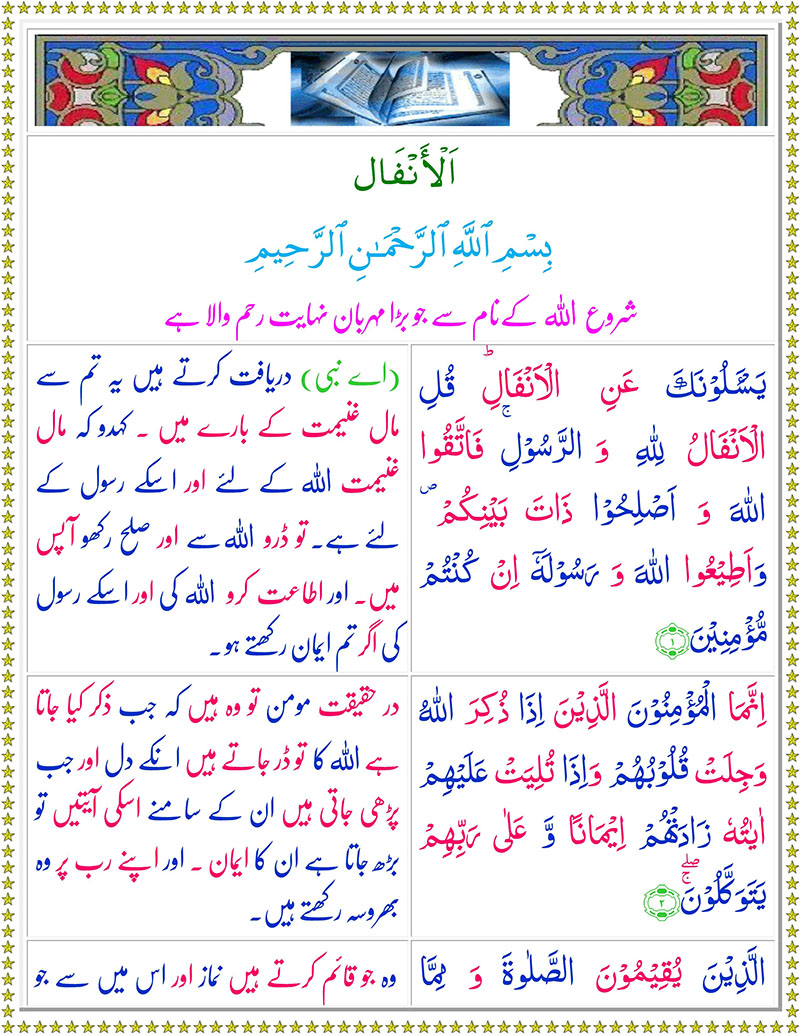 اَلْأَنْفَال
بِسْمِ ٱللَّهِ ٱلرَّحْمَـٰنِ ٱلرَّحِيمِ
شروع اللہ کے نام سے جو بڑا مہربان نہایت رحم والا ہے
يَسْـَٔلُوْنَكَ عَنِ الْاَنْفَالِ ؕ قُلِ
الْاَنْفَالُ لِلّٰهِ وَ الرَّسُوْلِ ۚ فَاتَّقُوا
اللّٰهَ وَ اَصْلِحُوْا ذَاتَ بَيْنِكُمْ ۪
وَاَطِيْعُوا اللّٰهَ وَ رَسُوْلَهٗۤ اِنْ كُنْتُمْ
مُّؤْمِنِيْنَ ۝۱
(اے نبی) دریافت کرتے ہیں یہ تم سے
مال غنیمت کے بارے میں ۔ کہدو کہ مال
غنیمت اللہ کے لئے اور اسکے رسول کے
لئے ہے۔ تو ڈرو اللہ سے اور صلح رکھو آپس
میں۔ اور اطاعت کرو اللہ کی اور اسکے رسول
کی اگر تم ایمان رکھتے ہو۔
اِنَّمَا الْمُؤْمِنُوْنَ الَّذِيْنَ اِذَا ذُكِرَ اللّٰهُ
وَجِلَتْ قُلُوْبُهُمْ وَاِذَا تُلِيَتْ عَلَيْهِمْ
اٰيٰتُهٗ زَادَتْهُمْ اِيْمَانًا وَّ عَلٰى رَبِّهِمْ
يَتَوَكَّلُوْنَ ۖۚ ۝۲
در حقیقت مومن تو وہ ہیں کہ جب ذکر کیا جاتا
ہے اللہ کا تو ڈر جاتے ہیں انکے دل اور جب
پڑھی جاتی ہیں ان کے سامنے اسکی آیتیں تو
بڑھ جاتا ہے ان کا ایمان ۔ اور اپنے رب پر وہ
بھروسہ رکھتے ہیں۔
الَّذِيْنَ يُقِيْمُوْنَ الصَّلٰوةَ وَ مِمَّا
وہ جو قائم کرتے ہیں نماز اور اس میں سے جو